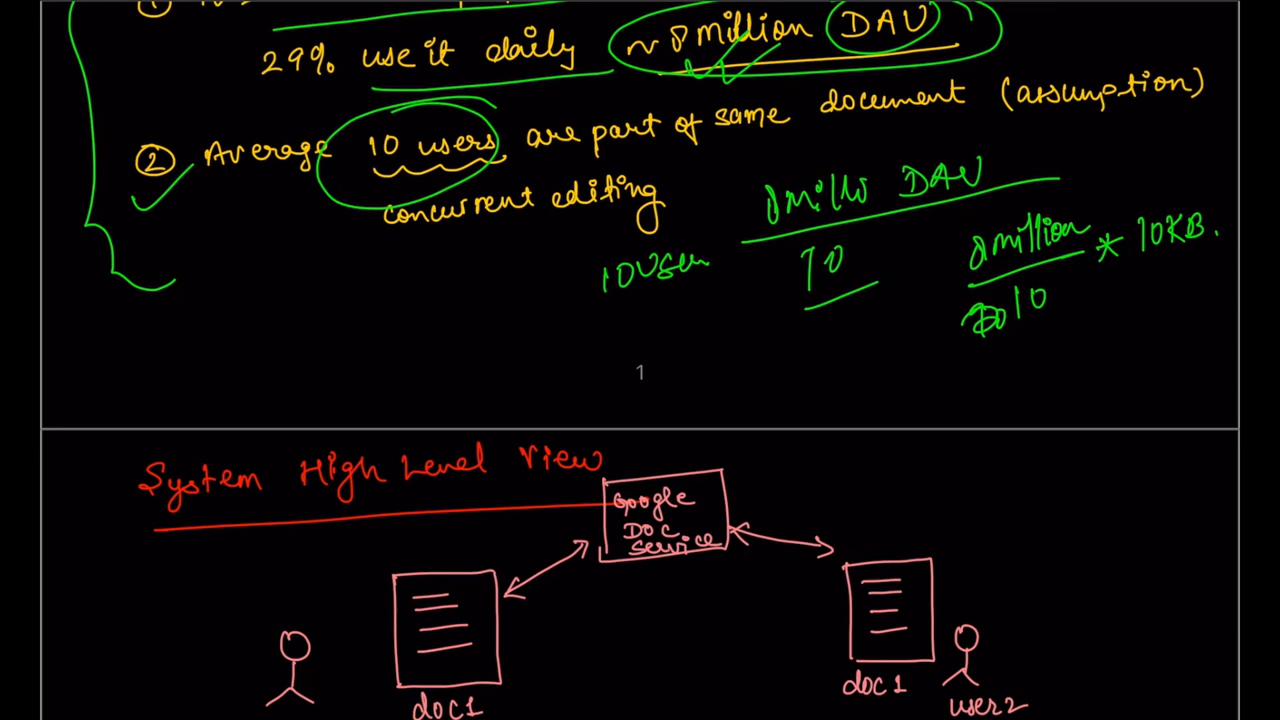 29% use it daily ~8 million DAU
② Average 10 users are part of same document (assumption)
concurrent editing
8 millio DAU
10 User
10
8 million * 10KB.
10
1
System High Level View
Google
DOC
Service
doc1
doc1
user2